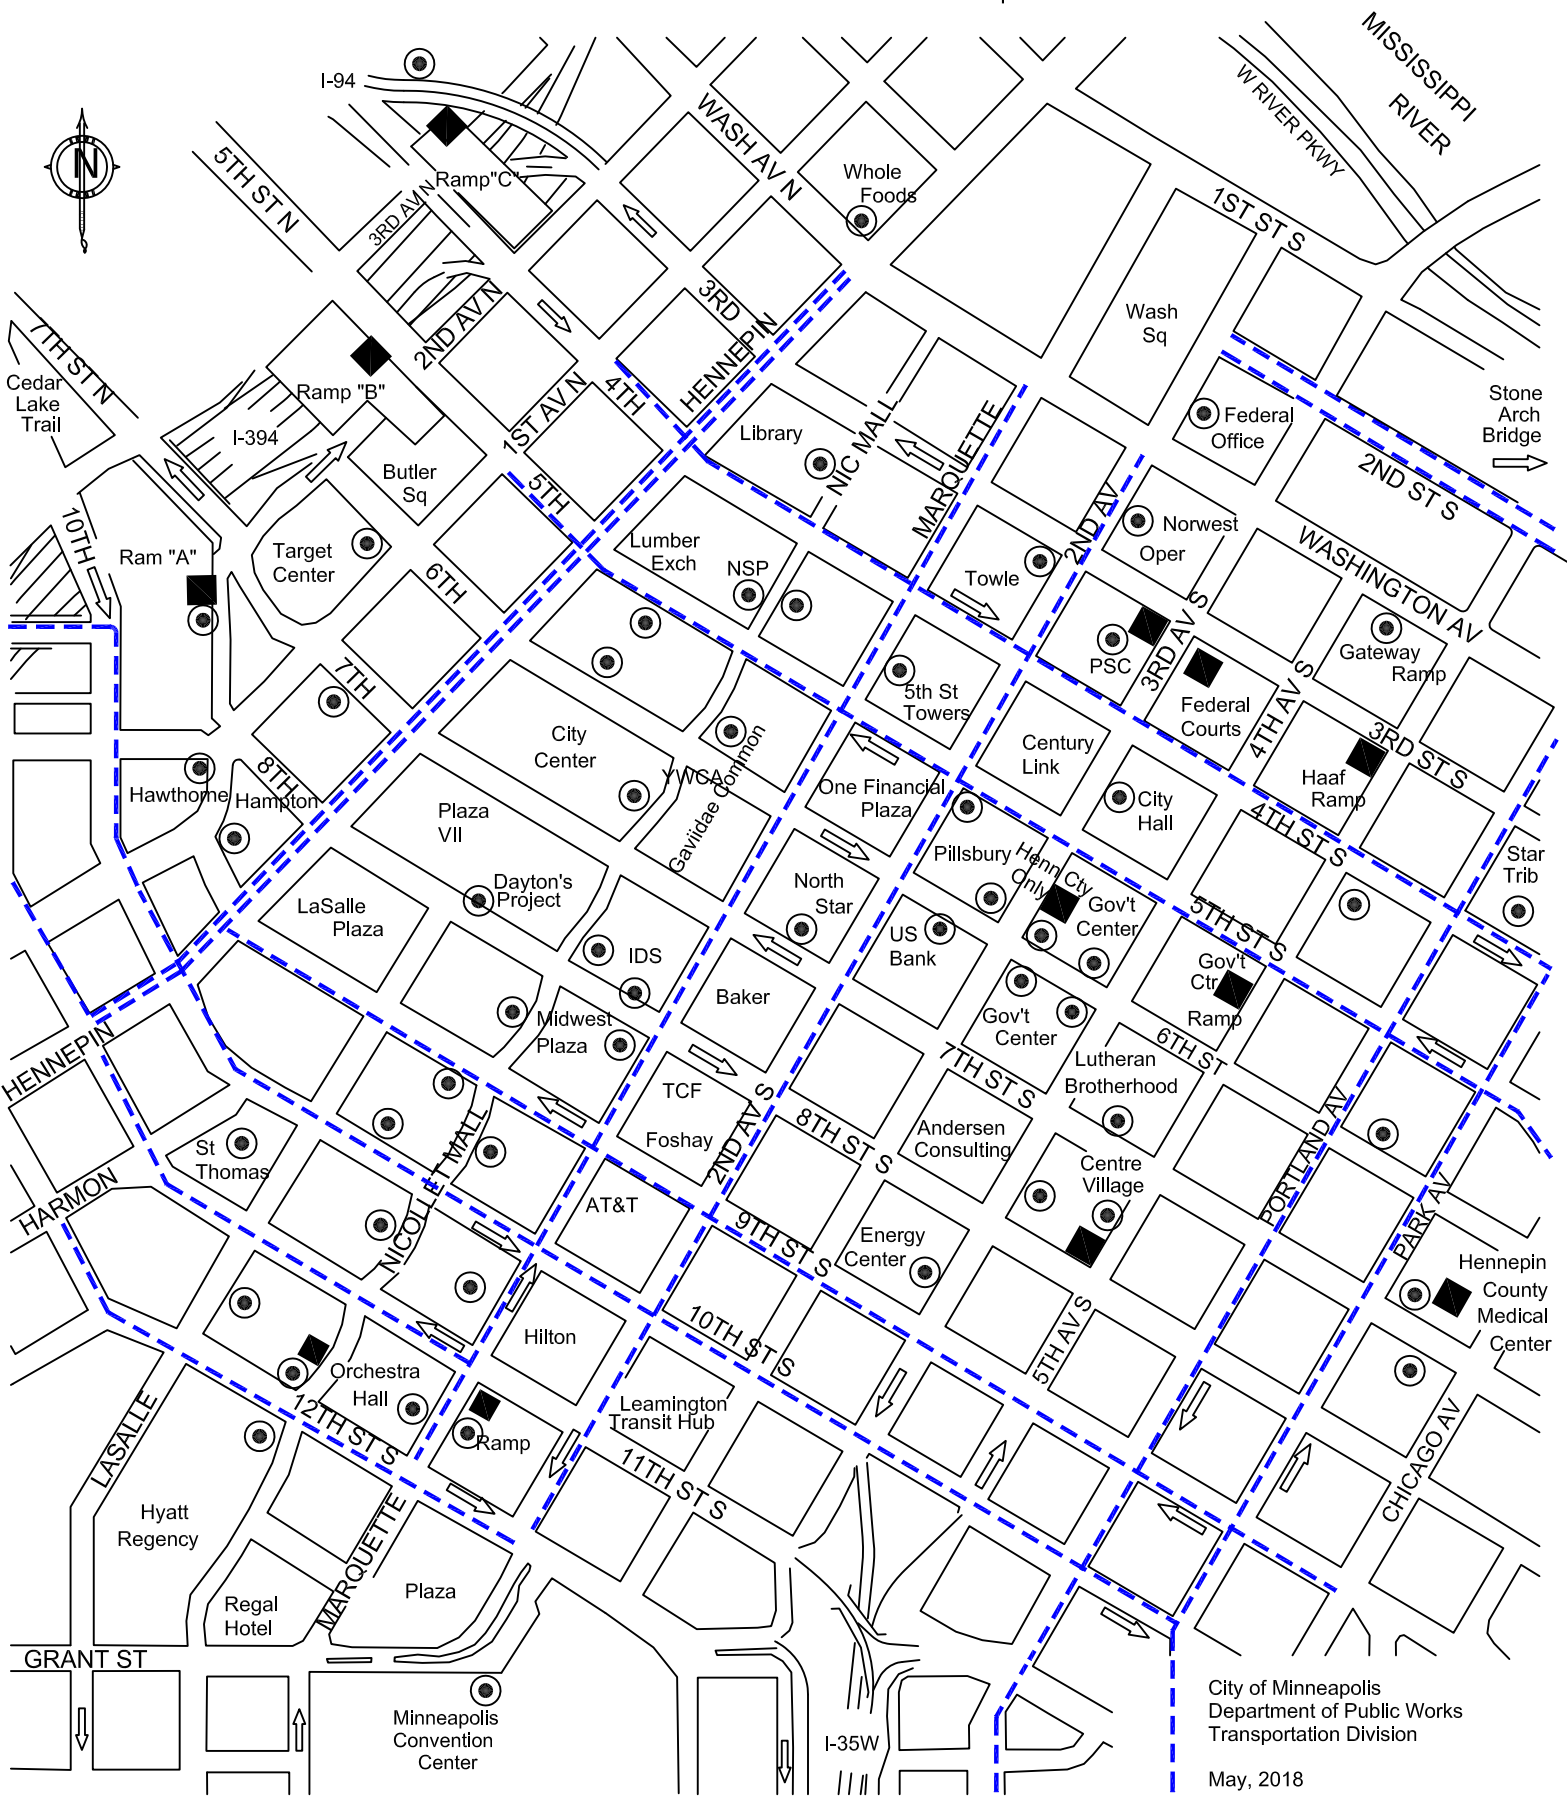 MISSISSIPPI
RIVER
W RIVER PKWY
I-94
WASH AV N
N
5TH ST N
Ramp"C"
3RD AV N
Whole
Foods
1ST ST S
2ND AV N
3RD
HENNEPIN
Wash
Sq
7TH ST N
Cedar
Lake
Trail
Ramp "B"
1ST AV N
4TH
I-394
Butler
Sq
Library
NIC MALL
MARQUETTE
Federal
Office
Stone
Arch
Bridge
2ND ST S
5TH
2ND AV
10TH
Ram "A"
Target
Center
6TH
Lumber
Exch
NSP
Towle
Norwest
Oper
WASHINGTON AV
PSC
3RD AV S
Gateway
Ramp
7TH
5th St
Towers
Federal
Courts
4TH AV S
3RD ST S
City
Center
YWCA
Gaviidae Common
Century
Link
Haaf
Ramp
Hawthorne
Hampton
8TH
Plaza
VII
One Financial
Plaza
City
Hall
4TH ST S
Star
Trib
Pillsbury
Henn Cty
Only
LaSalle
Plaza
Dayton's
Project
North
Star
Gov't
Center
5TH ST S
US
Bank
IDS
Gov't
Ctr
Ramp
Baker
Midwest
Plaza
Gov't
Center
6TH ST
HENNEPIN
7TH ST S
Lutheran
Brotherhood
TCF
Foshay
2ND AV S
8TH ST S
Andersen
Consulting
PORTLAND AV
St
Thomas
NICOLLET MALL
Centre
Village
PARK AV
HARMON
AT&T
9TH ST S
Energy
Center
Hennepin
County
Medical
Center
Hilton
10TH ST S
5TH AV S
Orchestra
Hall
12TH ST S
LASALLE
Leamington
Transit Hub
Ramp
11TH ST S
CHICAGO AV
Hyatt
Regency
MARQUETTE
Plaza
Regal
Hotel
GRANT ST
Minneapolis
Convention
Center
I-35W
City of Minneapolis
Department of Public Works
Transportation Division
May, 2018